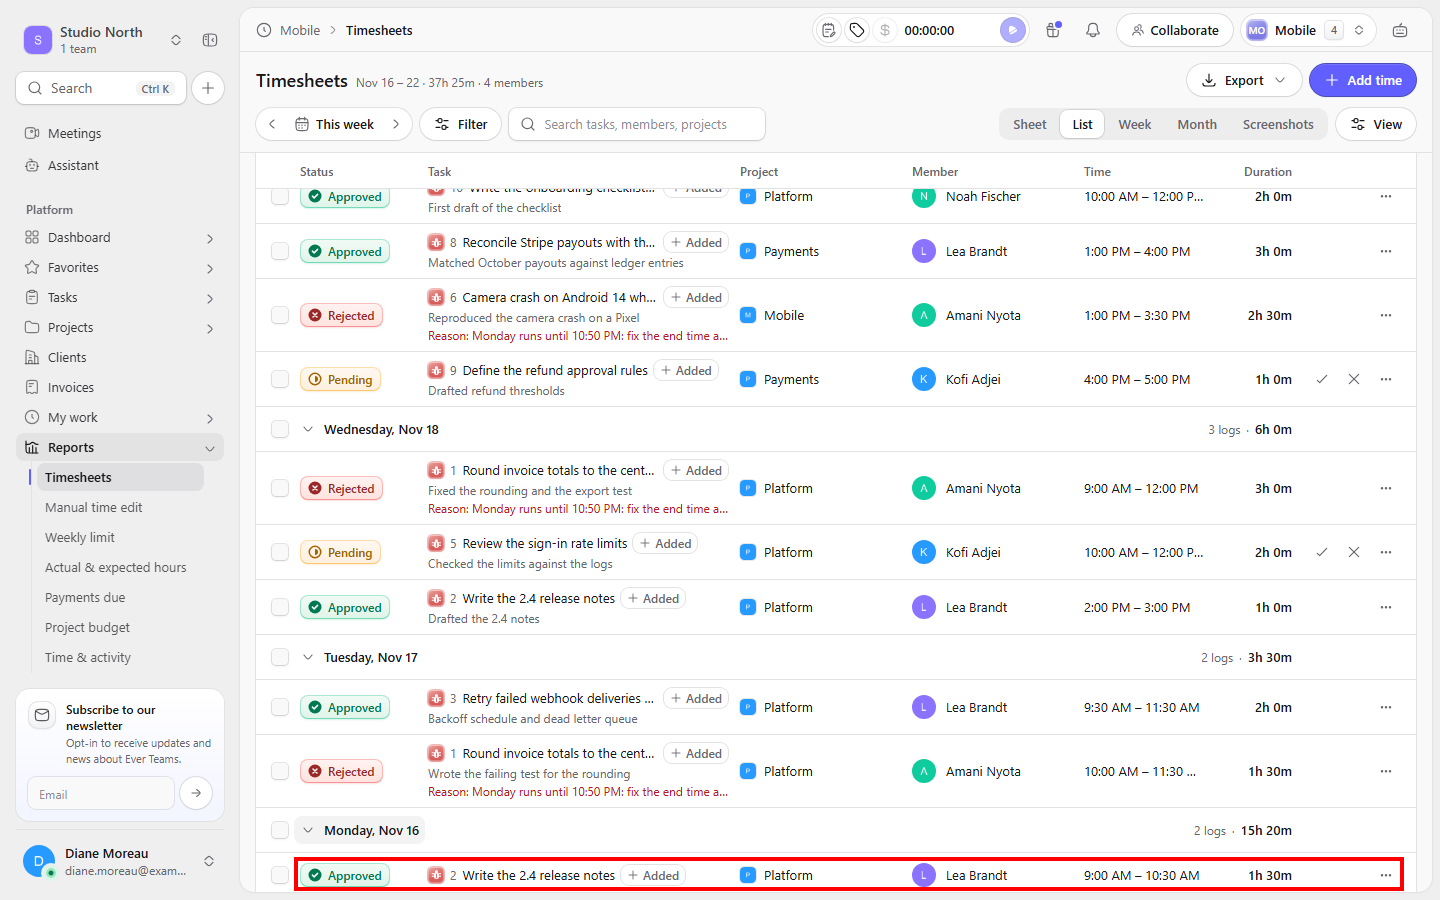 S
Studio North
1 team
Search
Ctrl K
Meetings
Assistant
Platform
Dashboard
Favorites
Tasks
Projects
Clients
Invoices
My work
Reports
Timesheets
Manual time edit
Weekly limit
Actual & expected hours
Payments due
Project budget
Time & activity
Subscribe to our
newsletter
Opt-in to receive updates and
news about Ever Teams.
Email
D
Diane Moreau
diane.moreau@exam...
Mobile
Timesheets
$ 00:00:00
Collaborate
MO Mobile 4
Timesheets Nov 16 – 22 · 37h 25m · 4 members
Export
Add time
This week
Filter
Search tasks, members, projects
Sheet List Week Month Screenshots
View
Status Task Project Member Time Duration
Approved 10 Write the onboarding checklist... + Added P Platform N Noah Fischer 10:00 AM – 12:00 P... 2h 0m
First draft of the checklist
Approved 8 Reconcile Stripe payouts with th... + Added P Payments L Lea Brandt 1:00 PM – 4:00 PM 3h 0m
Matched October payouts against ledger entries
Rejected 6 Camera crash on Android 14 wh... + Added M Mobile A Amani Nyota 1:00 PM – 3:30 PM 2h 30m
Reproduced the camera crash on a Pixel
Reason: Monday runs until 10:50 PM: fix the end time a...
Pending 9 Define the refund approval rules + Added P Payments K Kofi Adjei 4:00 PM – 5:00 PM 1h 0m
Drafted refund thresholds
Wednesday, Nov 18 3 logs · 6h 0m
Rejected 1 Round invoice totals to the cent... + Added P Platform A Amani Nyota 9:00 AM – 12:00 PM 3h 0m
Fixed the rounding and the export test
Reason: Monday runs until 10:50 PM: fix the end time a...
Pending 5 Review the sign-in rate limits + Added P Platform K Kofi Adjei 10:00 AM – 12:00 P... 2h 0m
Checked the limits against the logs
Approved 2 Write the 2.4 release notes + Added P Platform L Lea Brandt 2:00 PM – 3:00 PM 1h 0m
Drafted the 2.4 notes
Tuesday, Nov 17 2 logs · 3h 30m
Approved 3 Retry failed webhook deliveries ... + Added P Platform L Lea Brandt 9:30 AM – 11:30 AM 2h 0m
Backoff schedule and dead letter queue
Rejected 1 Round invoice totals to the cent... + Added P Platform A Amani Nyota 10:00 AM – 11:30 ... 1h 30m
Wrote the failing test for the rounding
Reason: Monday runs until 10:50 PM: fix the end time a...
Monday, Nov 16 2 logs · 15h 20m
Approved 2 Write the 2.4 release notes + Added P Platform L Lea Brandt 9:00 AM – 10:30 AM 1h 30m